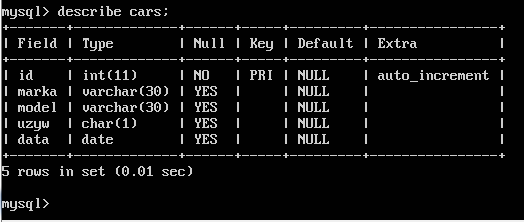 mysql> describe cars;
+-------+-------------+------+-----+---------+----------------+
| Field | Type        | Null | Key | Default | Extra          |
+-------+-------------+------+-----+---------+----------------+
| id    | int(11)     | NO   | PRI | NULL    | auto_increment |
| marka | varchar(30) | YES  |     | NULL    |                |
| model | varchar(30) | YES  |     | NULL    |                |
| uzyw  | char(1)     | YES  |     | NULL    |                |
| data  | date        | YES  |     | NULL    |                |
+-------+-------------+------+-----+---------+----------------+
5 rows in set (0.01 sec)
mysql>